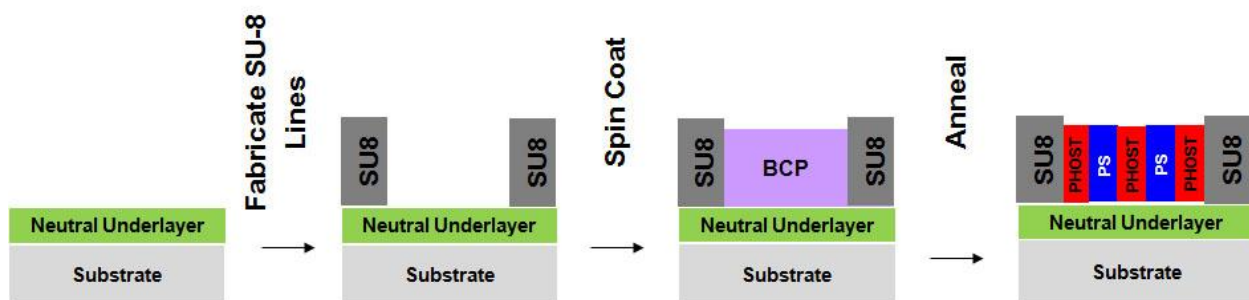 Neutral Underlayer
Substrate
Fabricate SU-8
Lines
SU8
SU8
Neutral Underlayer
Substrate
Spin Coat
SU8
BCP
SU8
Neutral Underlayer
Substrate
Anneal
SU8
PHOST
PS
PHOST
PS
PHOST
SU8
Neutral Underlayer
Substrate